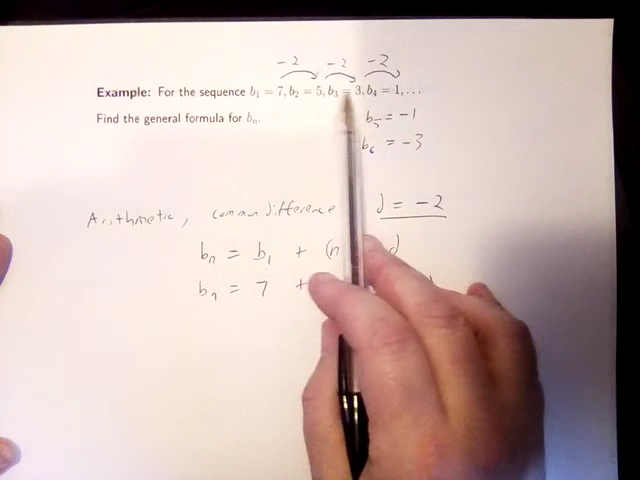 -2 -2 -2
Example: For the sequence b₁ = 7, b₂ = 5, b₃ = 3, b₄ = 1, ...
Find the general formula for bₙ.
b₅ = -1
b₆ = -3
Arithmetic, common difference d = -2
bₙ = b₁ + (n d
bₙ = 7 +